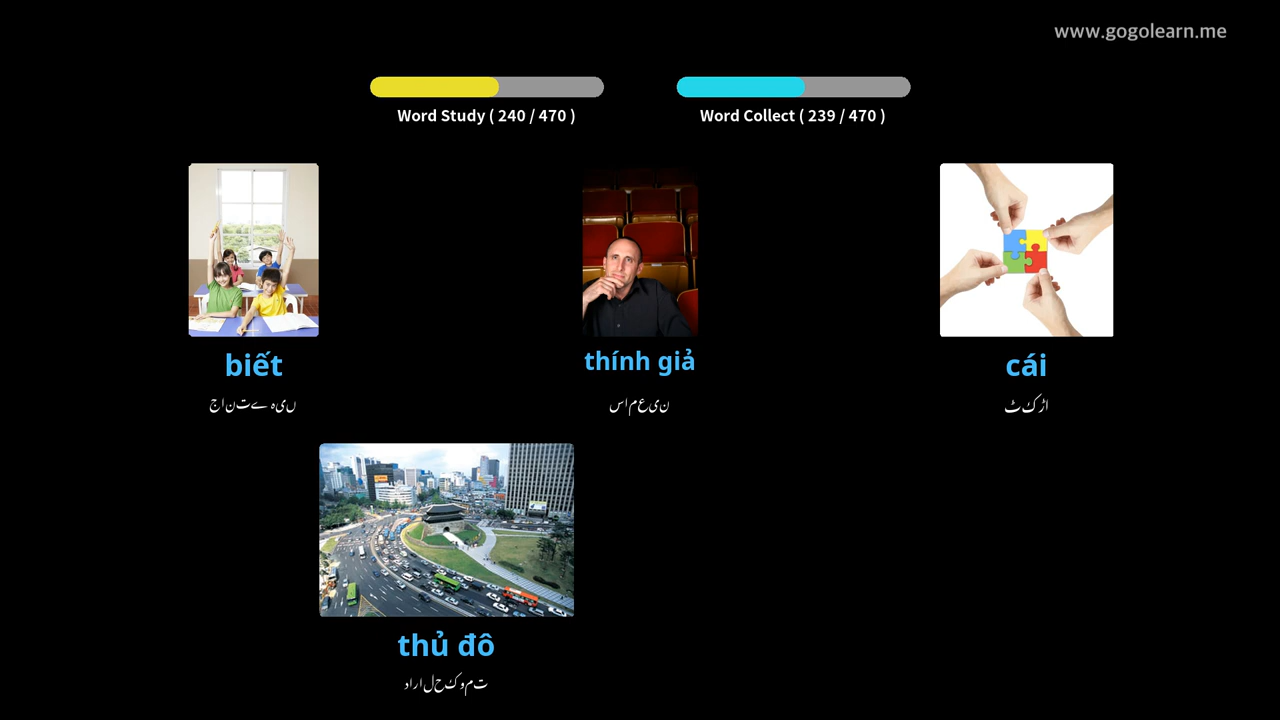 www.gogolearn.me
Word Study ( 240 / 470 )
Word Collect ( 239 / 470 )
biết
thính giả
cái
جانتے ہیں
سامعین
ٹکڑا
thủ đô
دارالحکومت